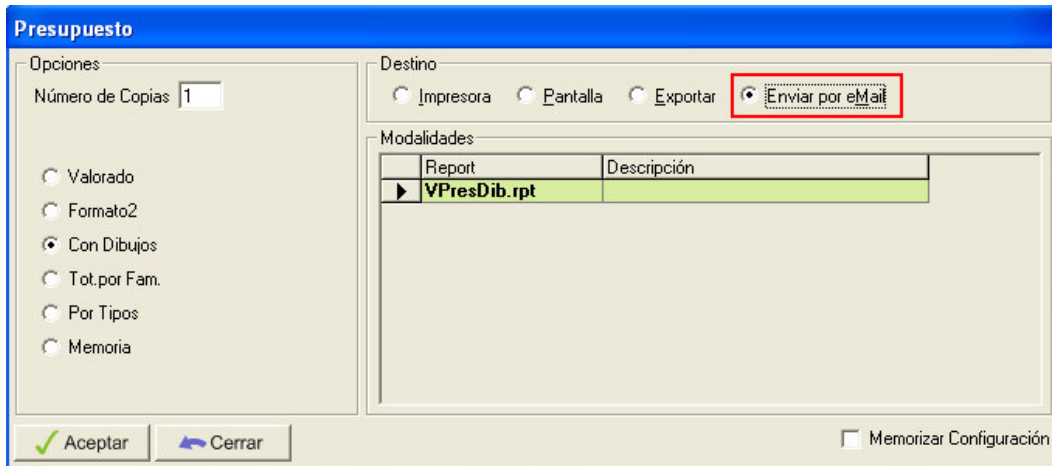 Presupuesto
Opciones
Número de Copias 1
Valorado
Formato2
Con Dibujos
Tot.por Fam.
Por Tipos
Memoria
Destino
Impresora Pantalla Exportar Enviar por eMail
Modalidades
Report Descripción
VPresDib.rpt
Aceptar Cerrar Memorizar Configuración